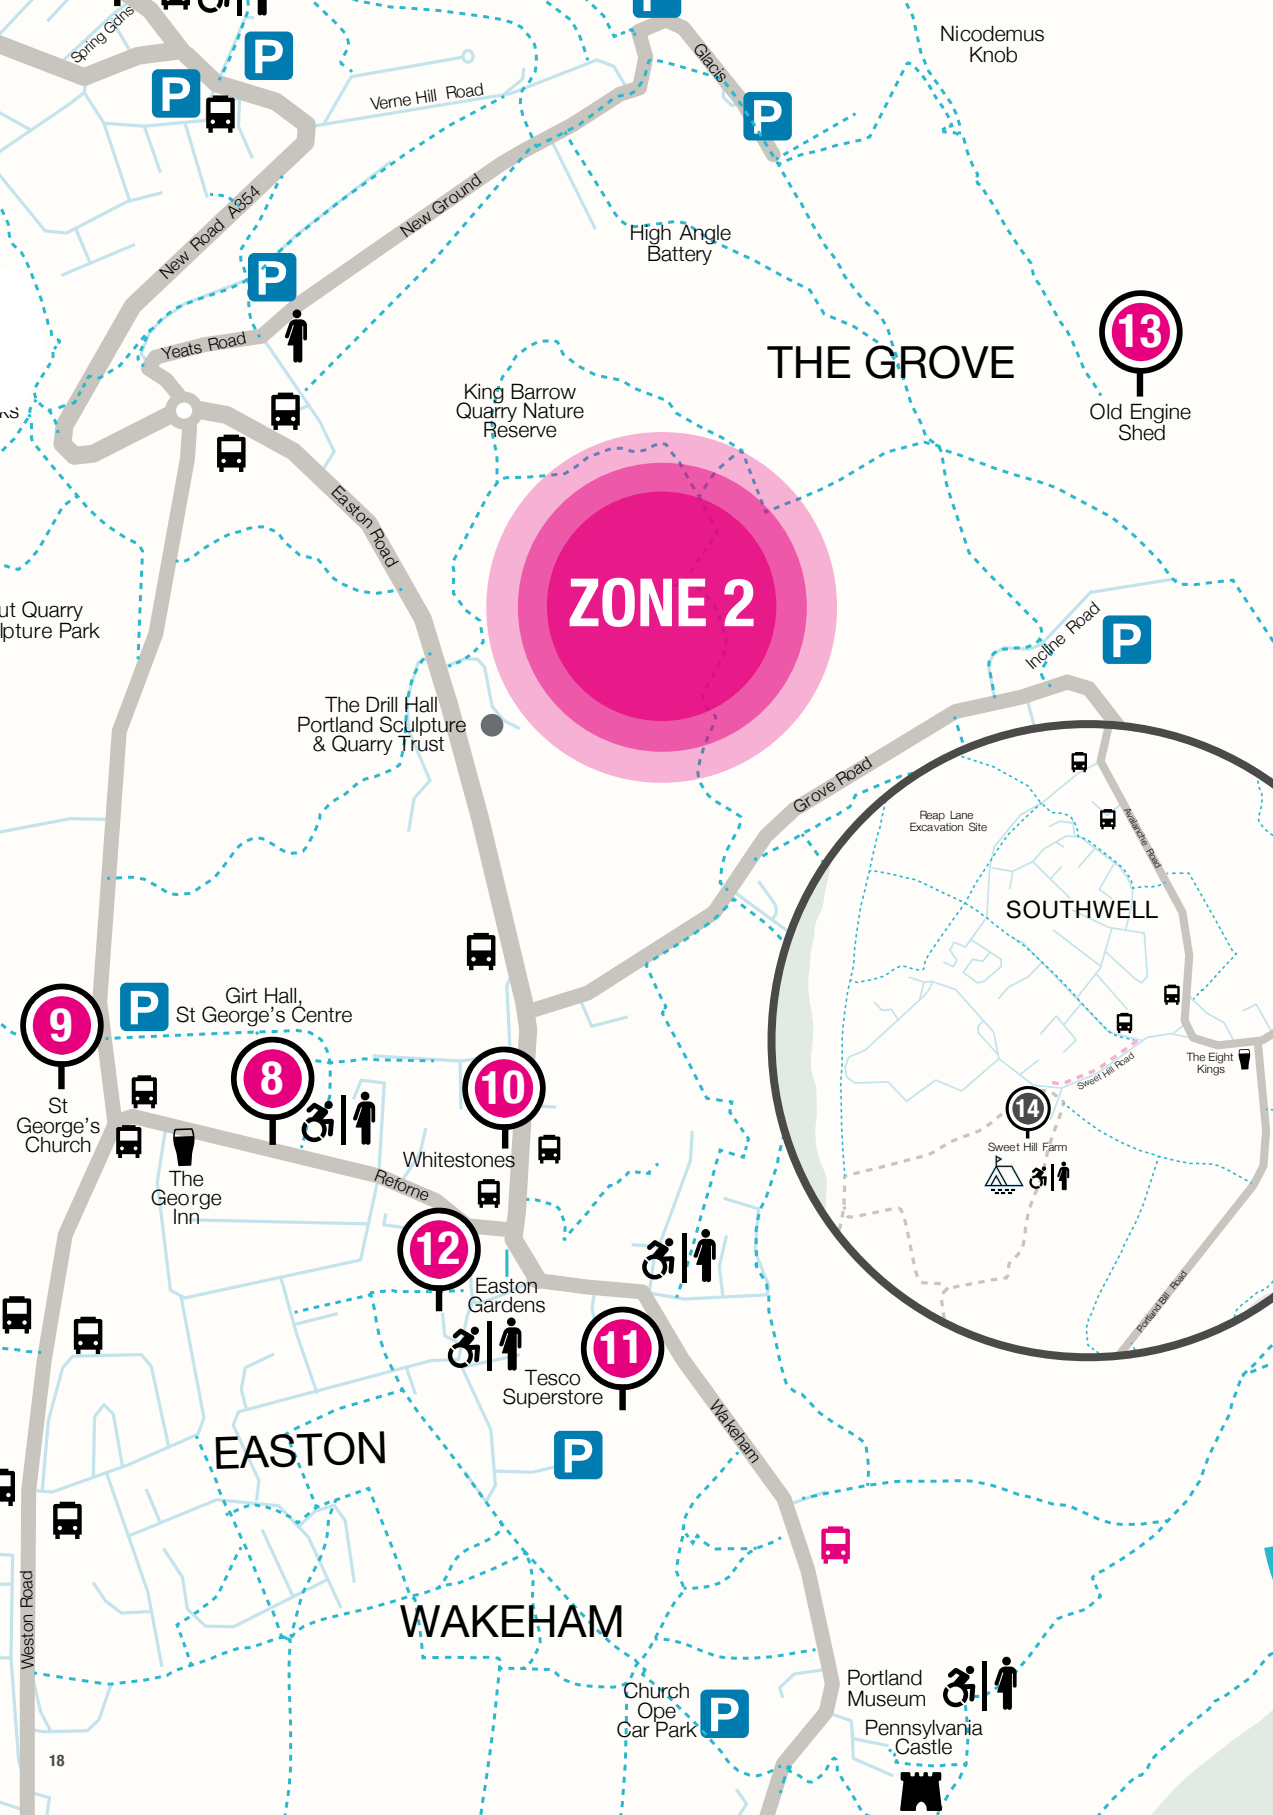 Spring Gdns
P
P
Verne Hill Road
Glacis
P
Nicodemus
Knob
New Road A354
New Ground
High Angle
Battery
P
Yeats Road
THE GROVE
13
Old Engine
Shed
King Barrow
Quarry Nature
Reserve
Easton Road
ZONE 2
ut Quarry
lpture Park
Incline Road
P
The Drill Hall
Portland Sculpture
& Quarry Trust
Grove Road
Reap Lane
Excavation Site
Avalanche Road
SOUTHWELL
The Eight
Kings
Sweet Hill Road
14
Sweet Hill Farm
Portland Bill Road
9
St
George's
Church
P
Girt Hall,
St George's Centre
8
10
Whitestones
The
George
Inn
Reforne
12
Easton
Gardens
11
Tesco
Superstore
P
Wakeham
EASTON
WAKEHAM
Weston Road
Church
Ope
Car Park
P
Portland
Museum
Pennsylvania
Castle
18